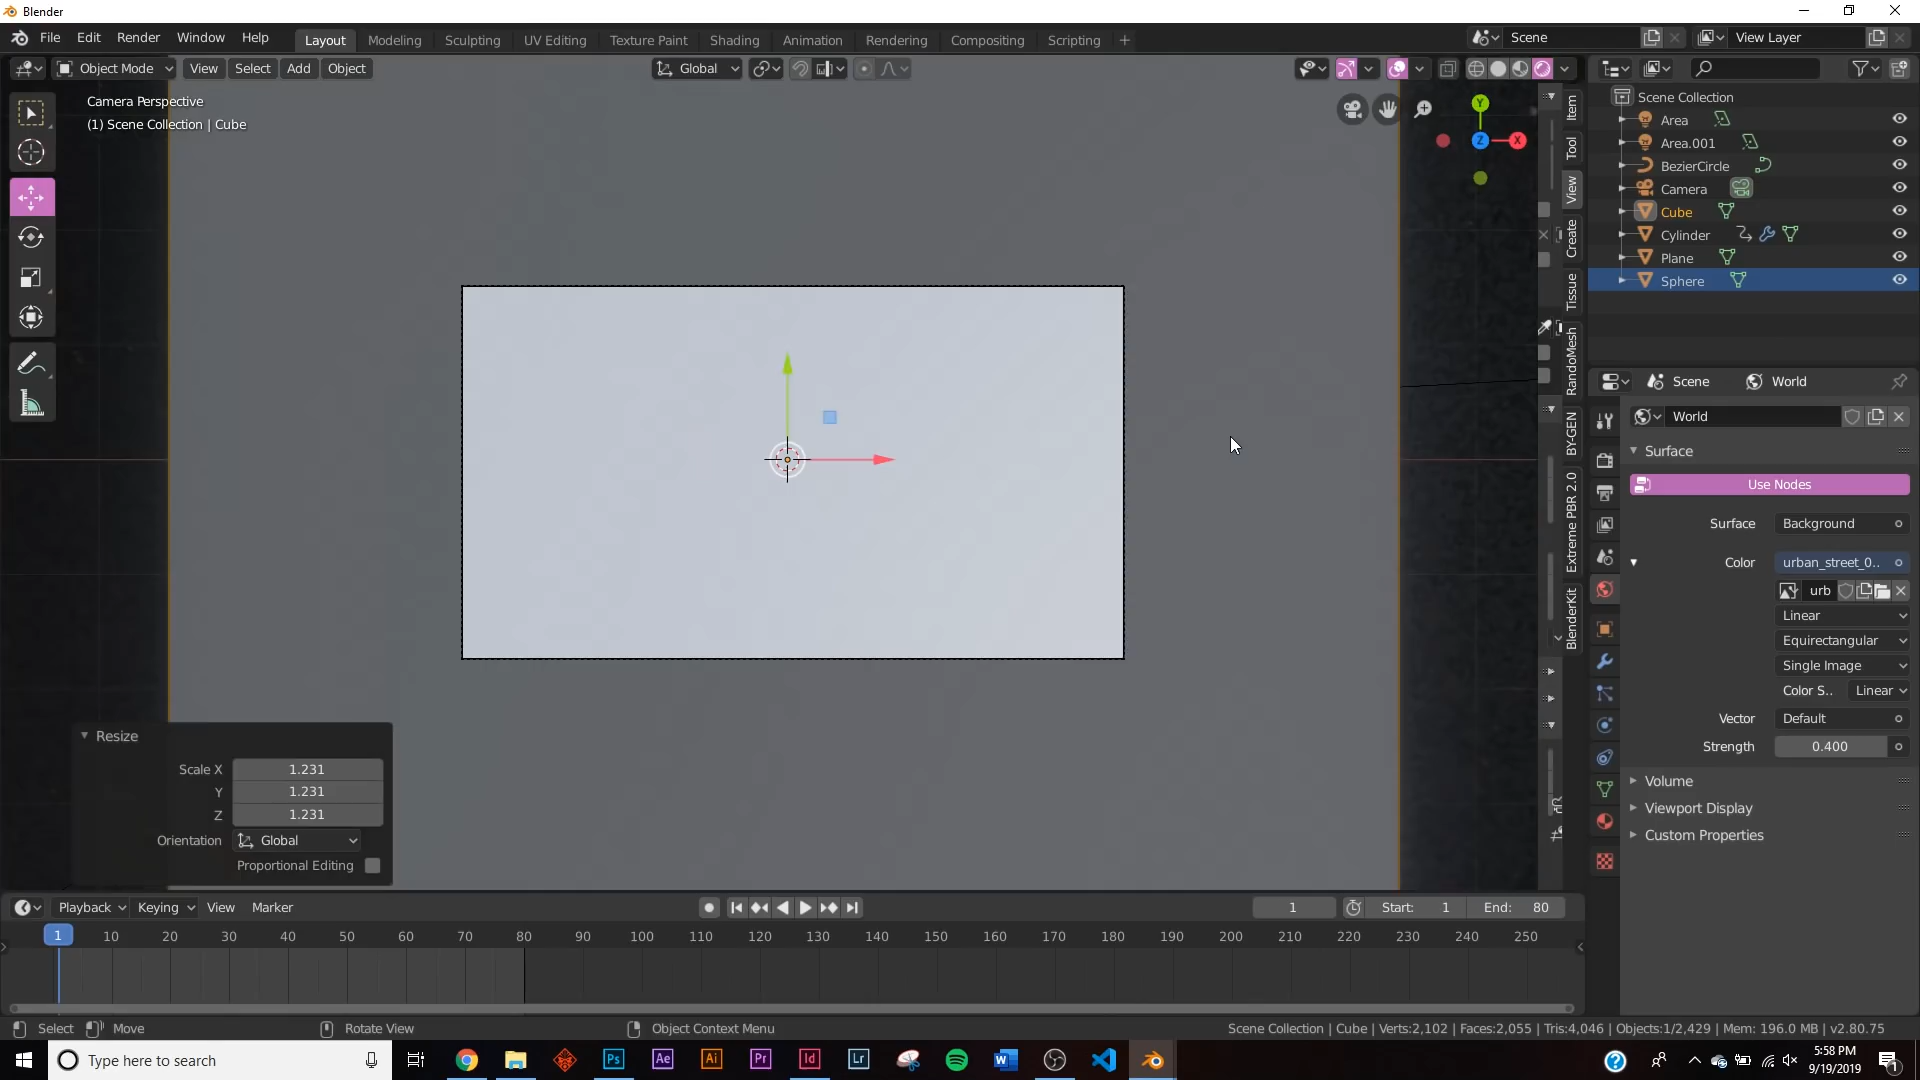 Blender
File Edit Render Window Help
Layout Modeling Sculpting UV Editing Texture Paint Shading Animation Rendering Compositing Scripting +
Scene
View Layer
Object Mode View Select Add Object
Global
Camera Perspective
(1) Scene Collection | Cube
Y
Z
X
Item
Tool
View
Create
Tissue
RandoMesh
BY-GEN
Extreme PBR 2.0
BlenderKit
Scene Collection
Area
Area.001
BezierCircle
Camera
Cube
Cylinder
Plane
Sphere
Scene World
World
Surface
Use Nodes
Surface Background
Color urban_street_0..
urb
Linear
Equirectangular
Single Image
Color S.. Linear
Vector Default
Strength 0.400
Volume
Viewport Display
Custom Properties
Resize
Scale X 1.231
Y 1.231
Z 1.231
Orientation Global
Proportional Editing
Playback Keying View Marker
1 Start: 1 End: 80
1 10 20 30 40 50 60 70 80 90 100 110 120 130 140 150 160 170 180 190 200 210 220 230 240 250
Select Move Rotate View Object Context Menu
Scene Collection | Cube | Verts:2,102 | Faces:2,055 | Tris:4,046 | Objects:1/2,429 | Mem: 196.0 MB | v2.80.75
Type here to search
Ps Ae Ai Pr Id Lr
5:58 PM
9/19/2019
1